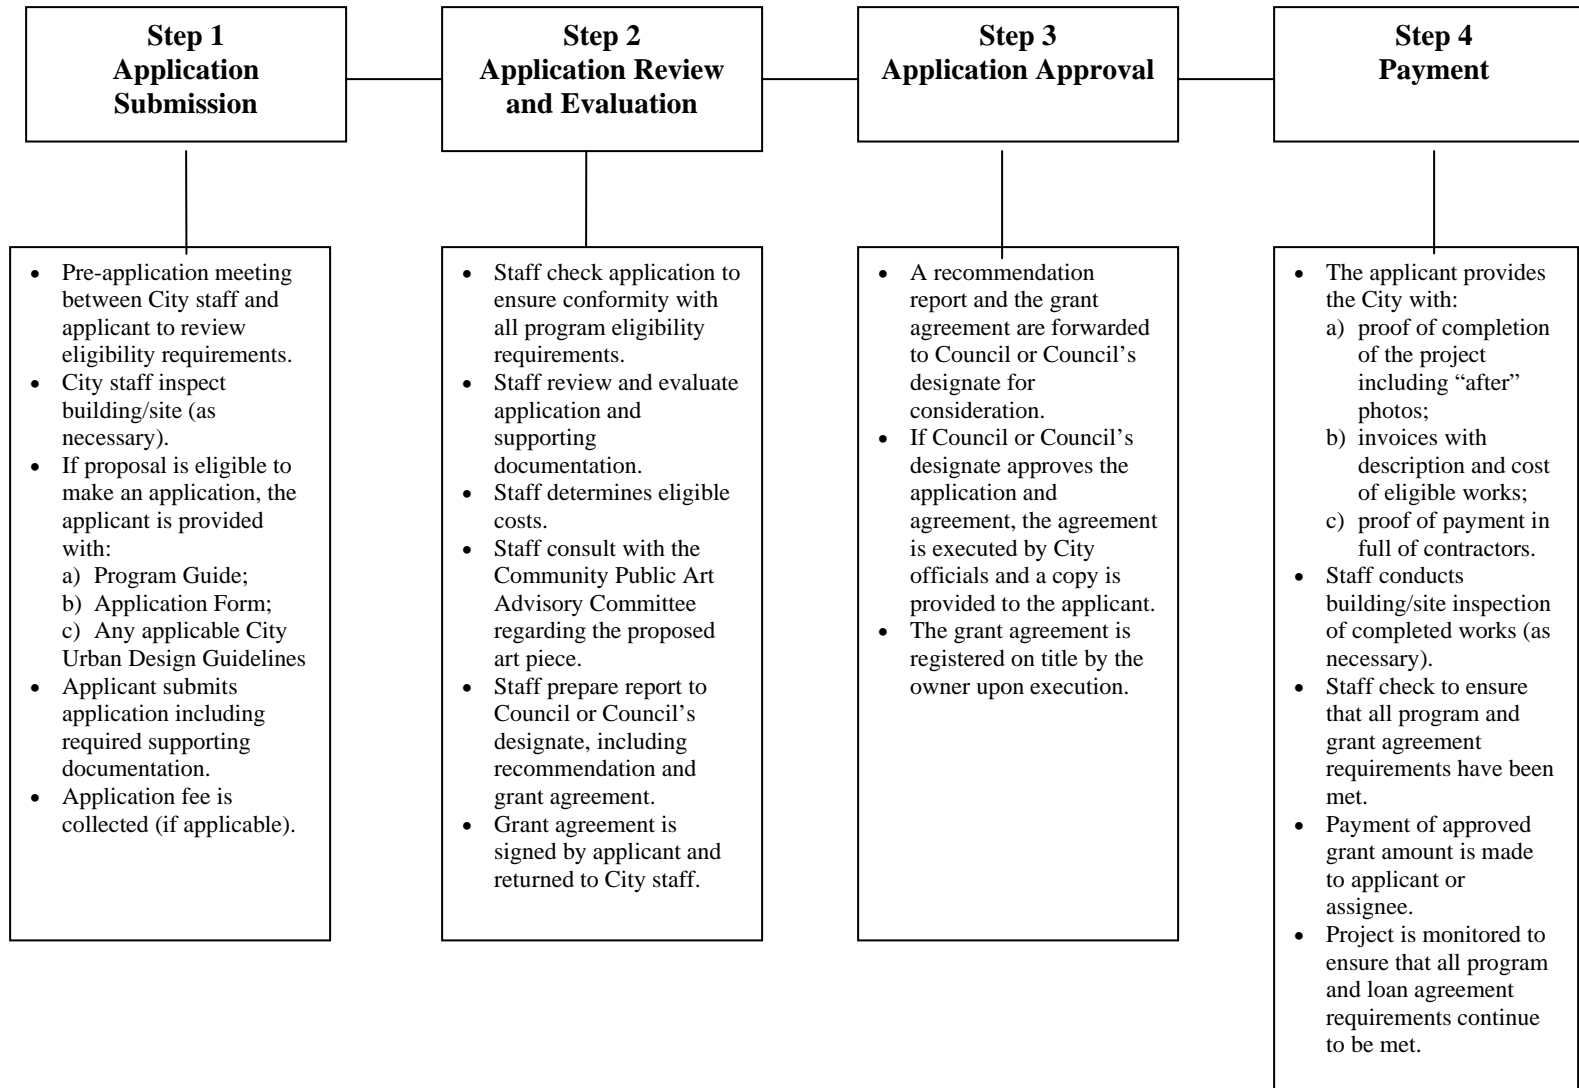 Step 1
Application
Submission
Step 2
Application Review
and Evaluation
Step 3
Application Approval
Step 4
Payment
• Pre-application meeting
between City staff and
applicant to review
eligibility requirements.
• City staff inspect
building/site (as
necessary).
• If proposal is eligible to
make an application, the
applicant is provided
with:
a) Program Guide;
b) Application Form;
c) Any applicable City
Urban Design Guidelines
• Applicant submits
application including
required supporting
documentation.
• Application fee is
collected (if applicable).
• Staff check application to
ensure conformity with
all program eligibility
requirements.
• Staff review and evaluate
application and
supporting
documentation.
• Staff determines eligible
costs.
• Staff consult with the
Community Public Art
Advisory Committee
regarding the proposed
art piece.
• Staff prepare report to
Council or Council’s
designate, including
recommendation and
grant agreement.
• Grant agreement is
signed by applicant and
returned to City staff.
• A recommendation
report and the grant
agreement are forwarded
to Council or Council’s
designate for
consideration.
• If Council or Council’s
designate approves the
application and
agreement, the agreement
is executed by City
officials and a copy is
provided to the applicant.
• The grant agreement is
registered on title by the
owner upon execution.
• The applicant provides
the City with:
a) proof of completion
of the project
including “after”
photos;
b) invoices with
description and cost
of eligible works;
c) proof of payment in
full of contractors.
• Staff conducts
building/site inspection
of completed works (as
necessary).
• Staff check to ensure
that all program and
grant agreement
requirements have been
met.
• Payment of approved
grant amount is made
to applicant or
assignee.
• Project is monitored to
ensure that all program
and loan agreement
requirements continue
to be met.